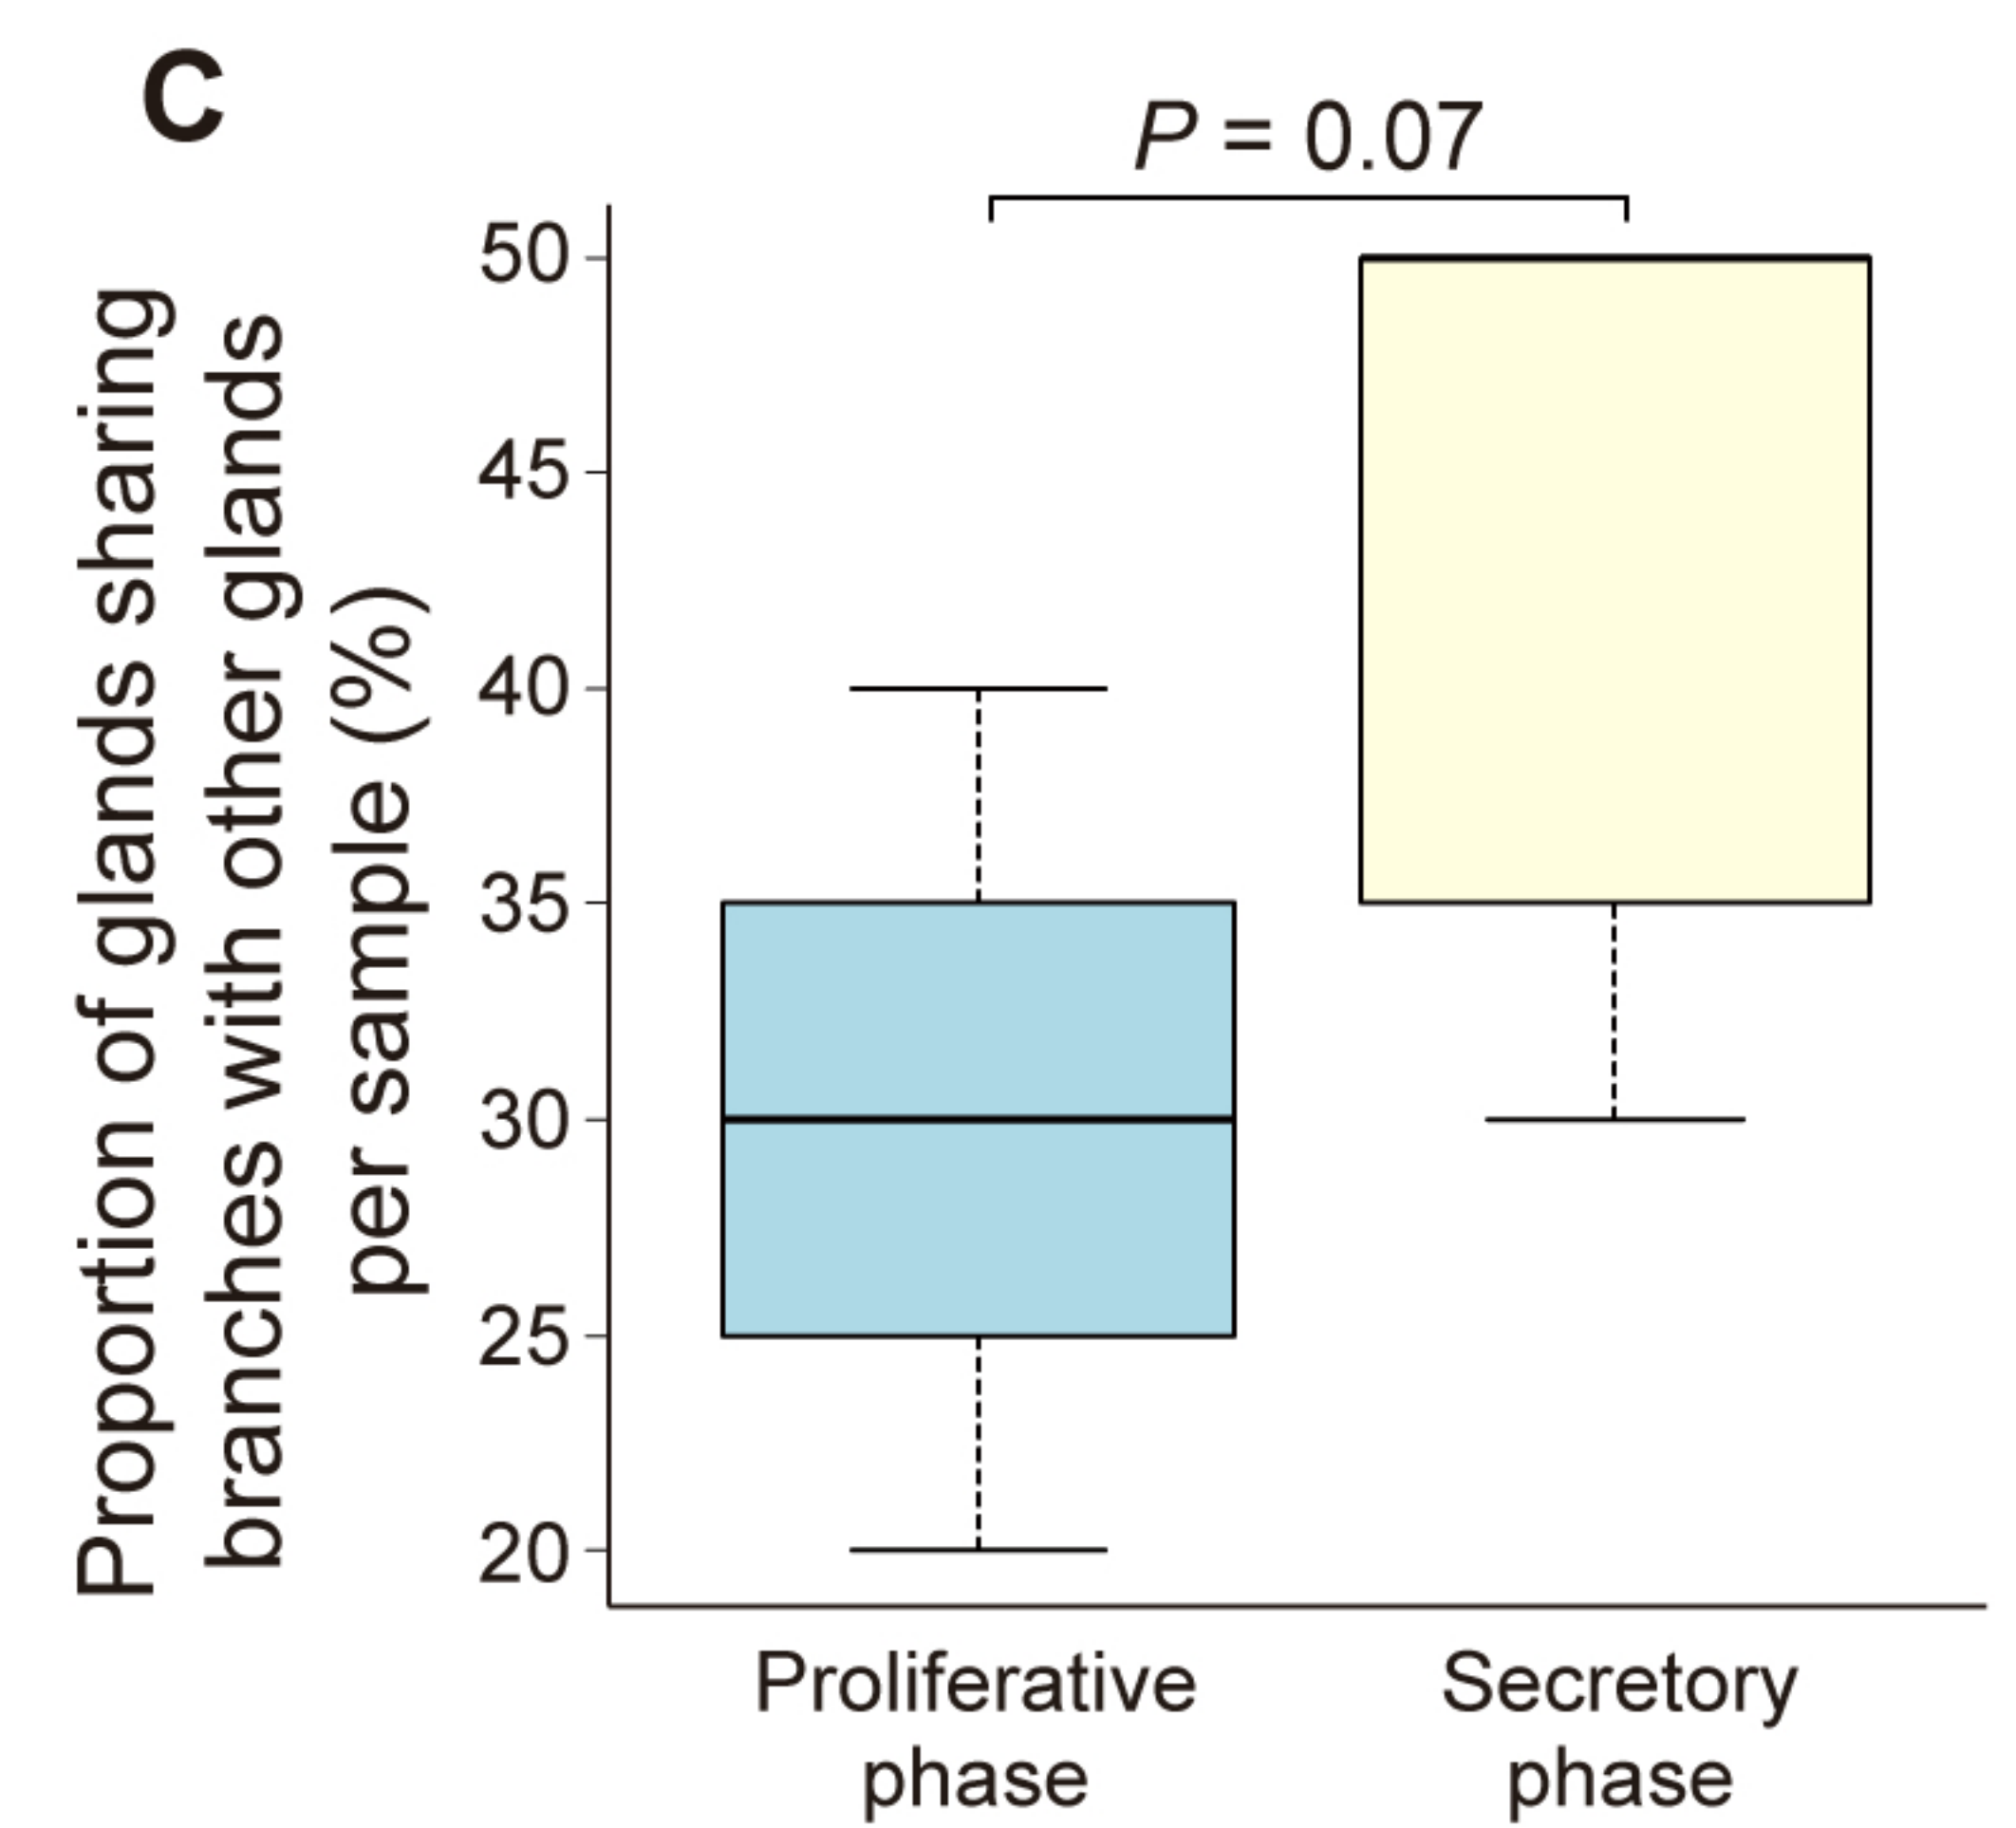 C
P = 0.07
Proportion of glands sharing
branches with other glands
per sample (%)
50
45
40
35
30
25
20
Proliferative
phase
Secretory
phase